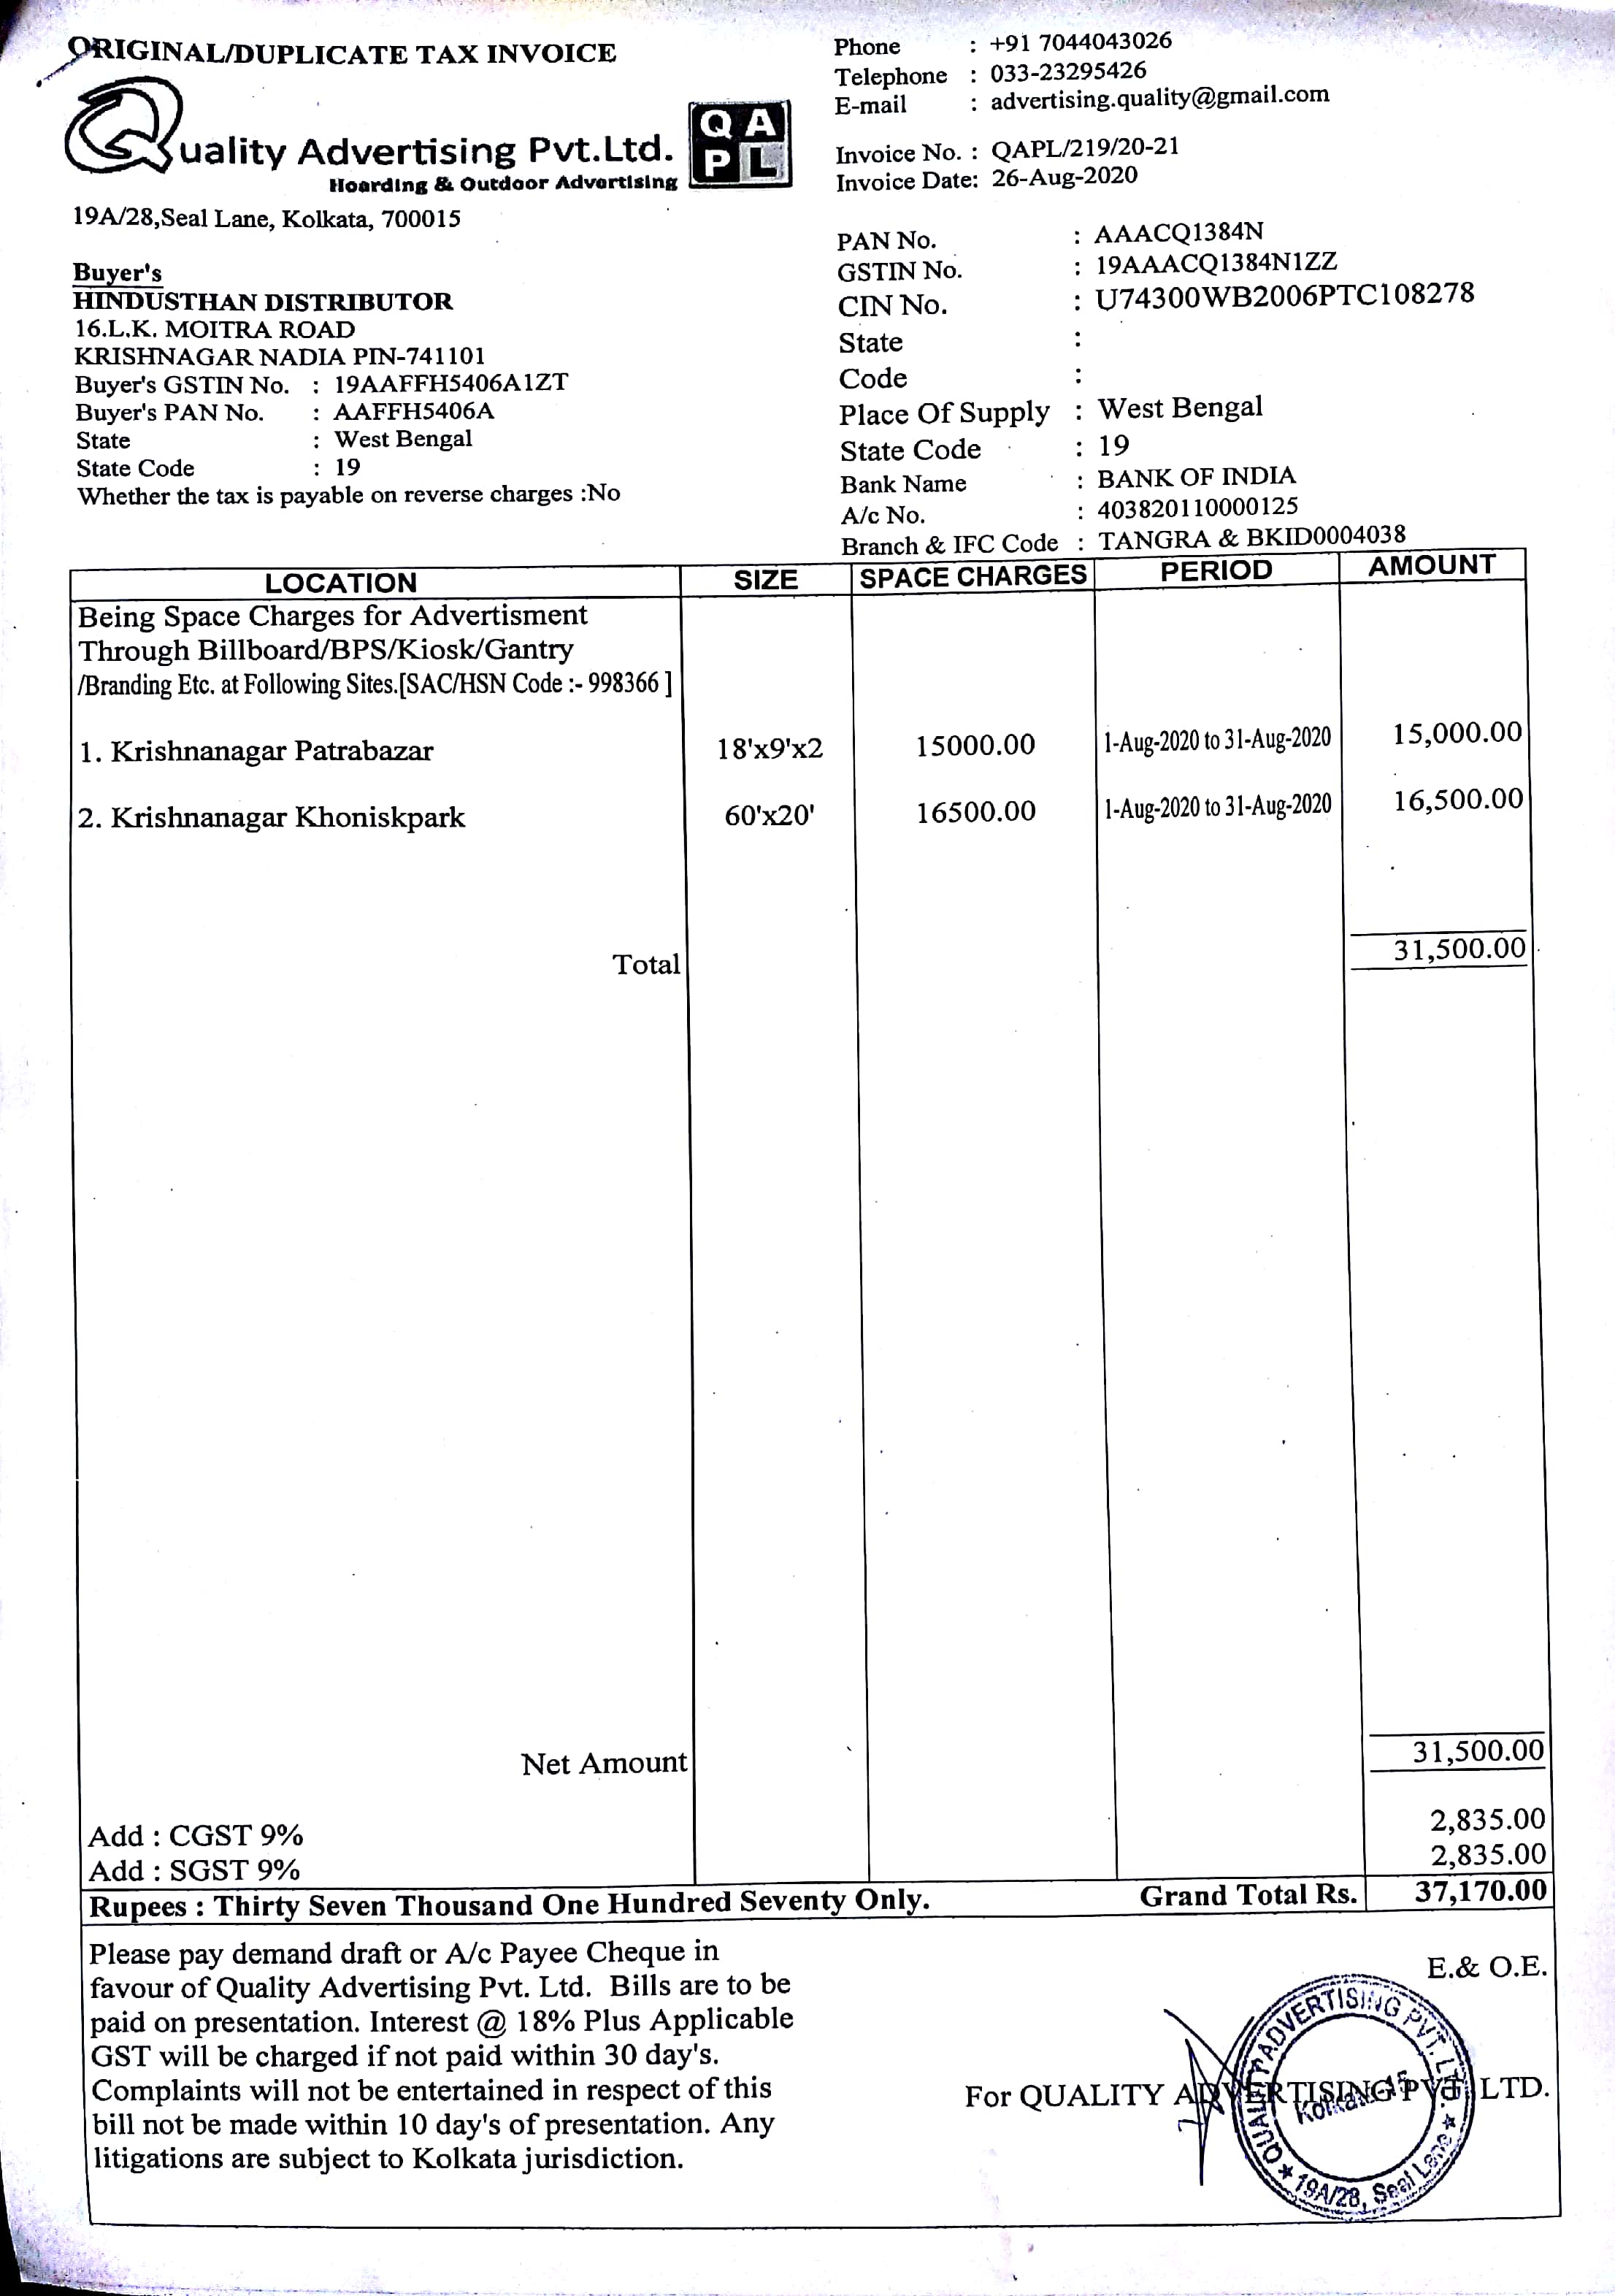 ORIGINAL/DUPLICATE TAX INVOICE
Quality Advertising Pvt.Ltd.
Hoarding & Outdoor Advertising
QA
PL
19A/28,Seal Lane, Kolkata, 700015
Phone : +91 7044043026
Telephone : 033-23295426
E-mail : advertising.quality@gmail.com
Invoice No. : QAPL/219/20-21
Invoice Date: 26-Aug-2020
Buyer's
HINDUSTHAN DISTRIBUTOR
16.L.K. MOITRA ROAD
KRISHNAGAR NADIA PIN-741101
Buyer's GSTIN No. : 19AAFFH5406A1ZT
Buyer's PAN No. : AAFFH5406A
State : West Bengal
State Code : 19
Whether the tax is payable on reverse charges :No
PAN No. : AAACQ1384N
GSTIN No. : 19AAACQ1384N1ZZ
CIN No. : U74300WB2006PTC108278
State :
Code :
Place Of Supply : West Bengal
State Code : 19
Bank Name : BANK OF INDIA
A/c No. : 403820110000125
Branch & IFC Code : TANGRA & BKID0004038
LOCATION SIZE SPACE CHARGES PERIOD AMOUNT
Being Space Charges for Advertisment
Through Billboard/BPS/Kiosk/Gantry
/Branding Etc. at Following Sites.[SAC/HSN Code :- 998366 ]
1. Krishnanagar Patrabazar 18'x9'x2 15000.00 1-Aug-2020 to 31-Aug-2020 15,000.00
2. Krishnanagar Khoniskpark 60'x20' 16500.00 1-Aug-2020 to 31-Aug-2020 16,500.00
Total 31,500.00
Net Amount 31,500.00
Add : CGST 9% 2,835.00
Add : SGST 9% 2,835.00
Rupees : Thirty Seven Thousand One Hundred Seventy Only. Grand Total Rs. 37,170.00
Please pay demand draft or A/c Payee Cheque in
favour of Quality Advertising Pvt. Ltd. Bills are to be
paid on presentation. Interest @ 18% Plus Applicable
GST will be charged if not paid within 30 day's.
Complaints will not be entertained in respect of this
bill not be made within 10 day's of presentation. Any
litigations are subject to Kolkata jurisdiction.
E.& O.E.
For QUALITY ADVERTISING PVT. LTD.
QUALITY ADVERTISING PVT. LTD.
Kolkata-15
19A/28, Seal Lane